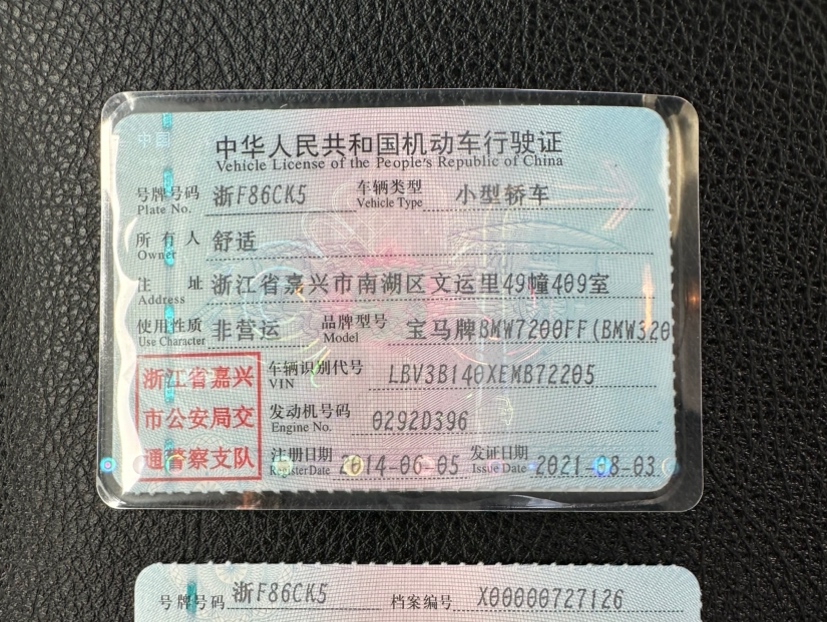 中国
中华人民共和国机动车行驶证
Vehicle License of the People's Republic of China
号牌号码 浙F86CK5 车辆类型 小型轿车
Plate No. Vehicle Type
所有人 舒适
Owner
注 址 浙江省嘉兴市南湖区文运里49幢409室
Address
使用性质 非营运 品牌型号 宝马牌BMW7200FF(BMW320
Use Character Model
浙江省嘉兴
市公安局交
通警察支队
车辆识别代号 LBV3B140XEMB72205
VIN
发动机号码 0292D396
Engine No.
注册日期 2014-06-05 发证日期 2021-08-03
Register Date Issue Date
号牌号码 浙F86CK5 档案编号 X00000727126